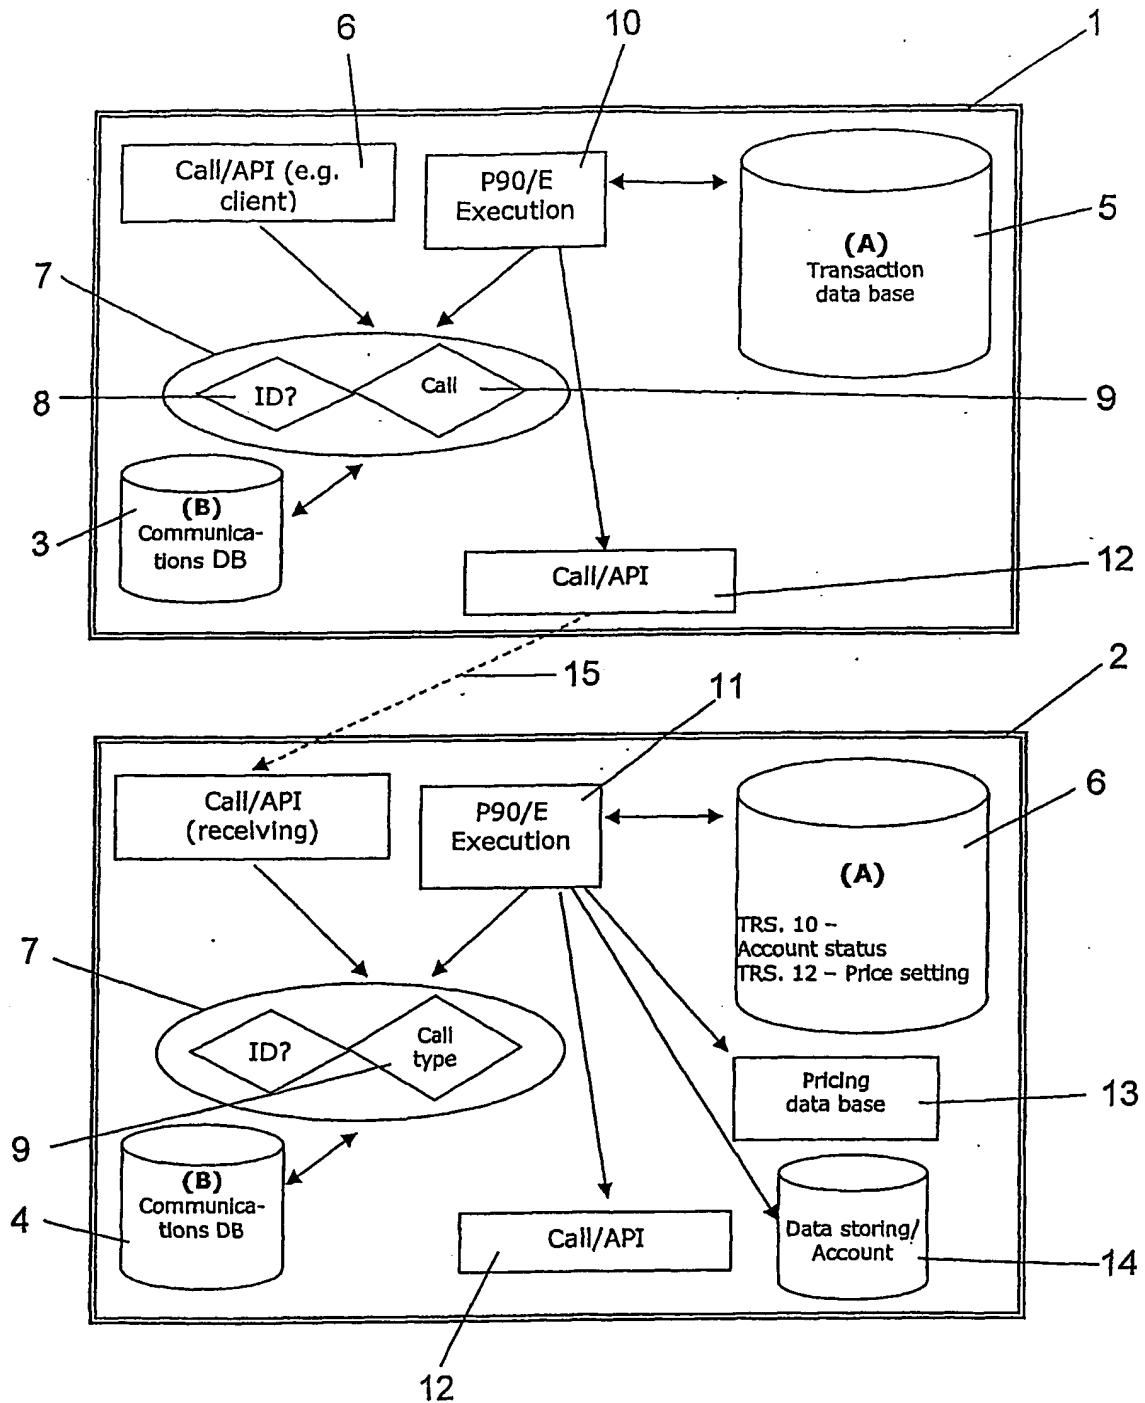 6
10
1
Call/API (e.g.
client)
P90/E
Execution
(A)
Transaction
data base
5
7
8
ID?
Call
9
3
(B)
Communica-
tions DB
Call/API
12
15
2
11
Call/API
(receiving)
P90/E
Execution
6
(A)
TRS. 10 –
Account status
TRS. 12 – Price setting
7
ID?
Call
type
Pricing
data base
13
9
4
(B)
Communica-
tions DB
Call/API
Data storing/
Account
14
12